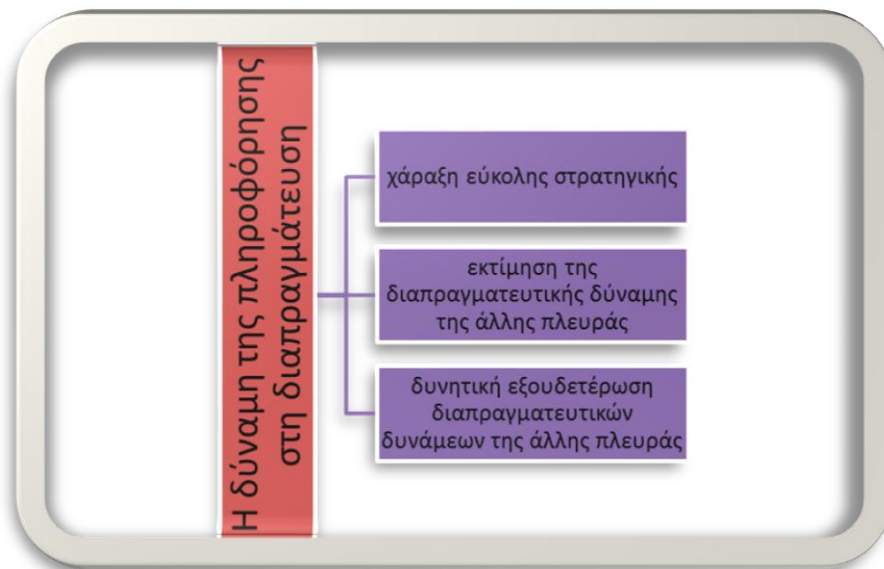 Η δύναμη της πληροφόρησης
στη διαπραγμάτευση
χάραξη εύκολης στρατηγικής
εκτίμηση της
διαπραγματευτικής δύναμης
της άλλης πλευράς
δυνητική εξουδετέρωση
διαπραγματευτικών
δυνάμεων της άλλης πλευράς